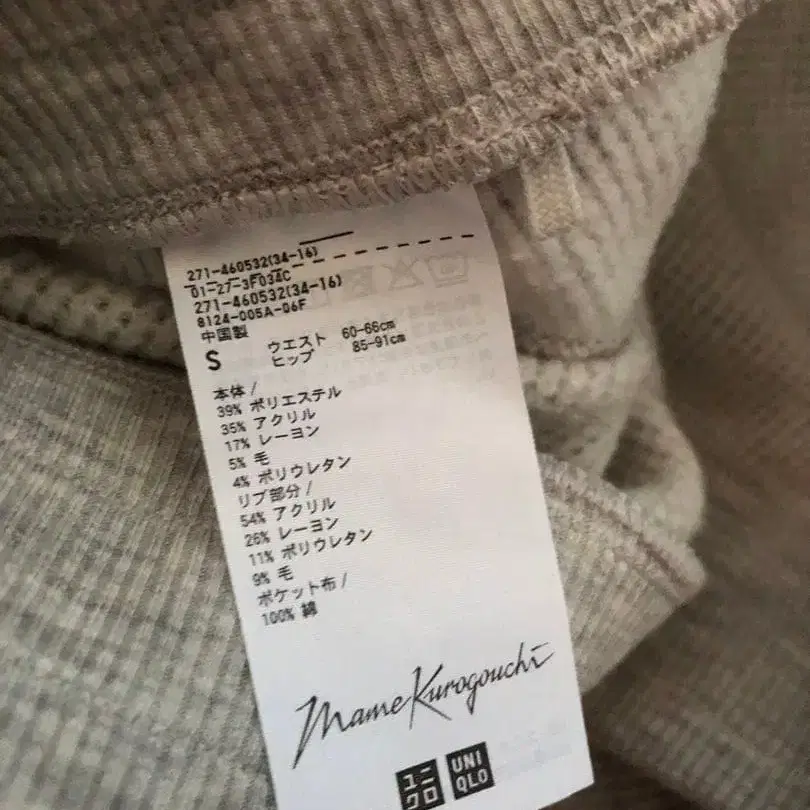 271-460532(34-16)
01-27-3F034C
271-460532(34-16)
8124-005A-06F
中国製
S ウエスト 60-66cm
ヒップ 85-91cm
本体/
39% ポリエステル
35% アクリル
17% レーヨン
5% 毛
4% ポリウレタン
リブ部分/
54% アクリル
26% レーヨン
11% ポリウレタン
9% 毛
ポケット布/
100% 綿
Mame Kurogouchi
ユニ
クロ
UNI
QLO